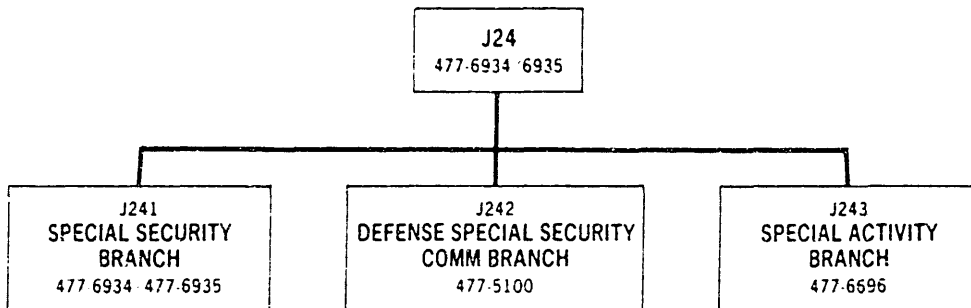 J24
477-6934 6935
J241
SPECIAL SECURITY
BRANCH
477 6934 477-6935
J242
DEFENSE SPECIAL SECURITY
COMM BRANCH
477-5100
J243
SPECIAL ACTIVITY
BRANCH
477-6696